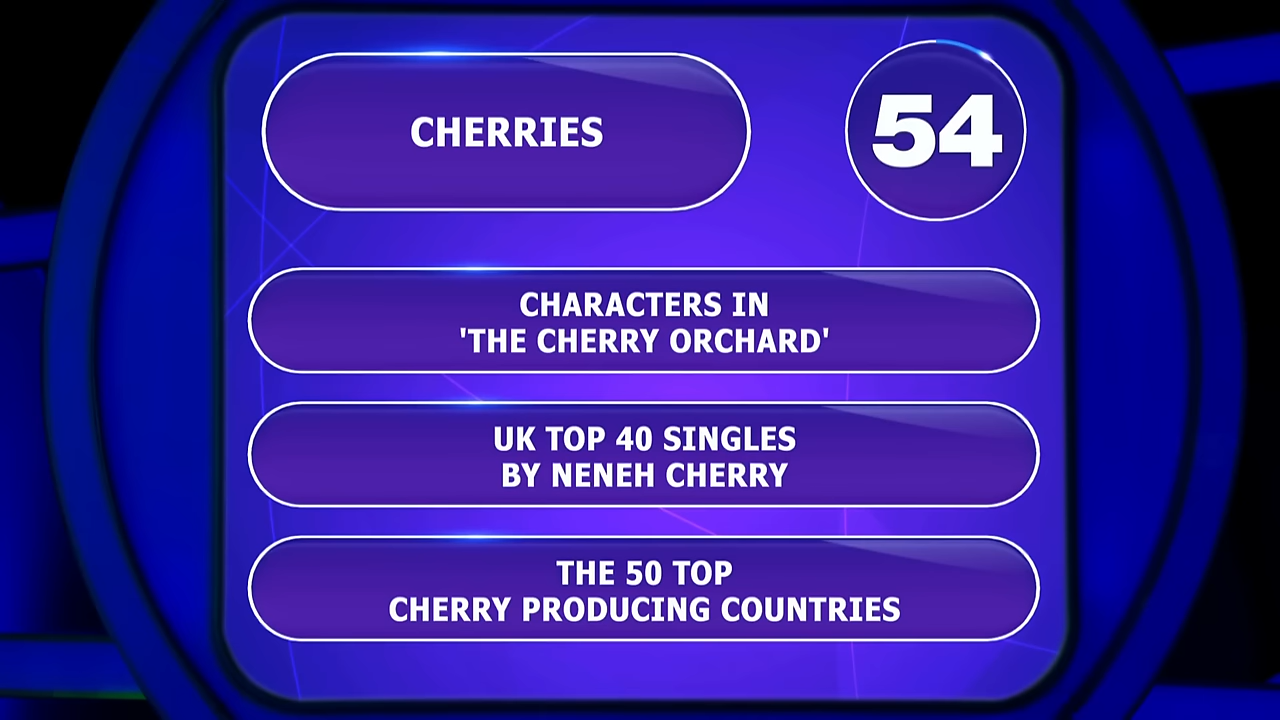 CHERRIES
54
CHARACTERS IN
'THE CHERRY ORCHARD'
UK TOP 40 SINGLES
BY NENEH CHERRY
THE 50 TOP
CHERRY PRODUCING COUNTRIES